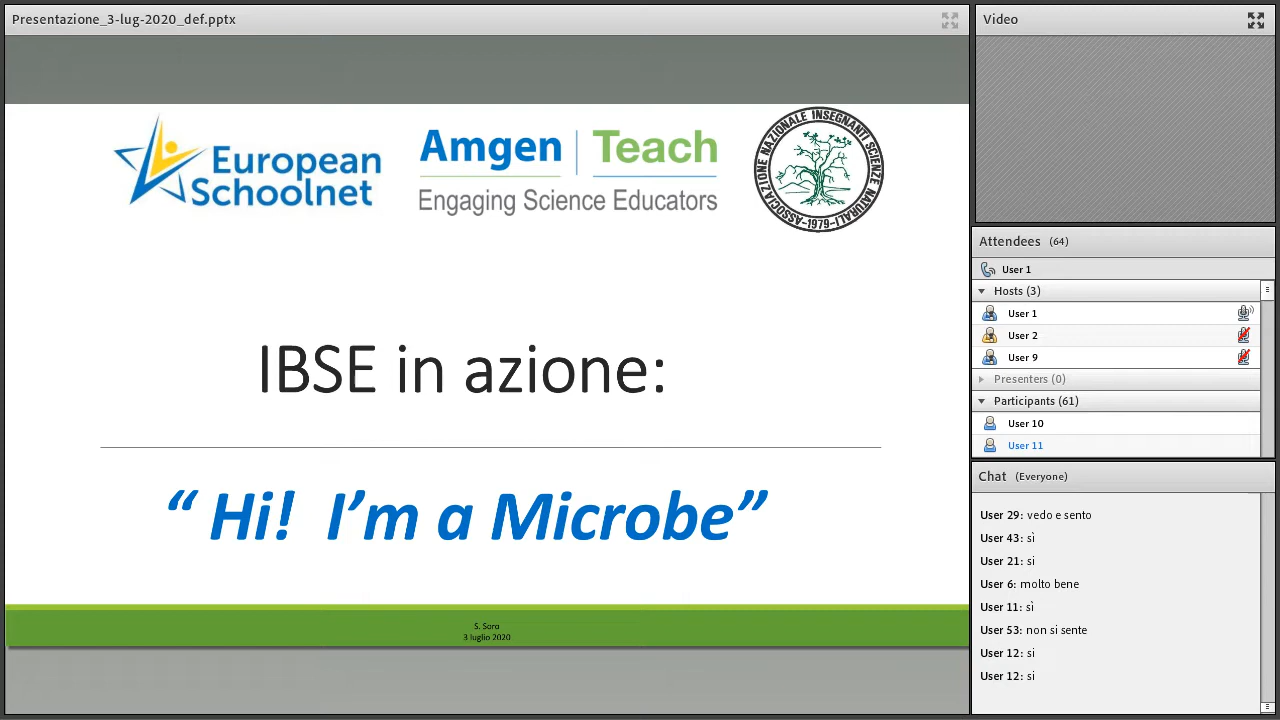 Presentazione_3-lug-2020_def.pptx
European
Schoolnet
Amgen | Teach
Engaging Science Educators
ASSOCIAZIONE NAZIONALE INSEGNANTI SCIENZE NATURALI
-1979-
IBSE in azione:
“ Hi!  I’m a Microbe”
S. Sora
3 luglio 2020
Video
Attendees (64)
User 1
Hosts (3)
User 1
User 2
User 9
Presenters (0)
Participants (61)
User 10
User 11
Chat (Everyone)
User 29: vedo e sento
User 43: sì
User 21: si
User 6: molto bene
User 11: sì
User 53: non si sente
User 12: si
User 12: si